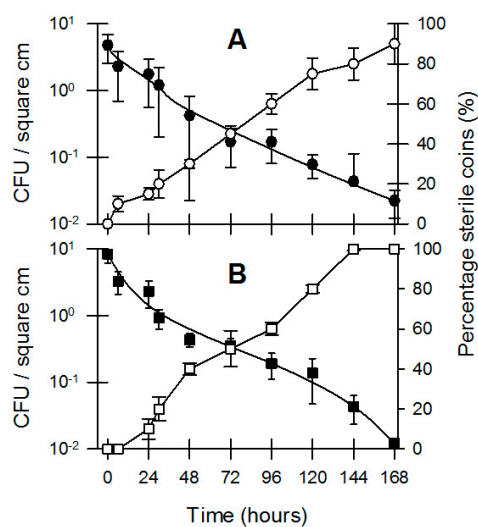 A
10¹
10⁰
10⁻¹
10⁻²
CFU / square cm
100
80
60
40
20
0
B
10¹
10⁰
10⁻¹
10⁻²
CFU / square cm
100
80
60
40
20
0
Percentage sterile coins (%)
0 24 48 72 96 120 144 168
Time (hours)